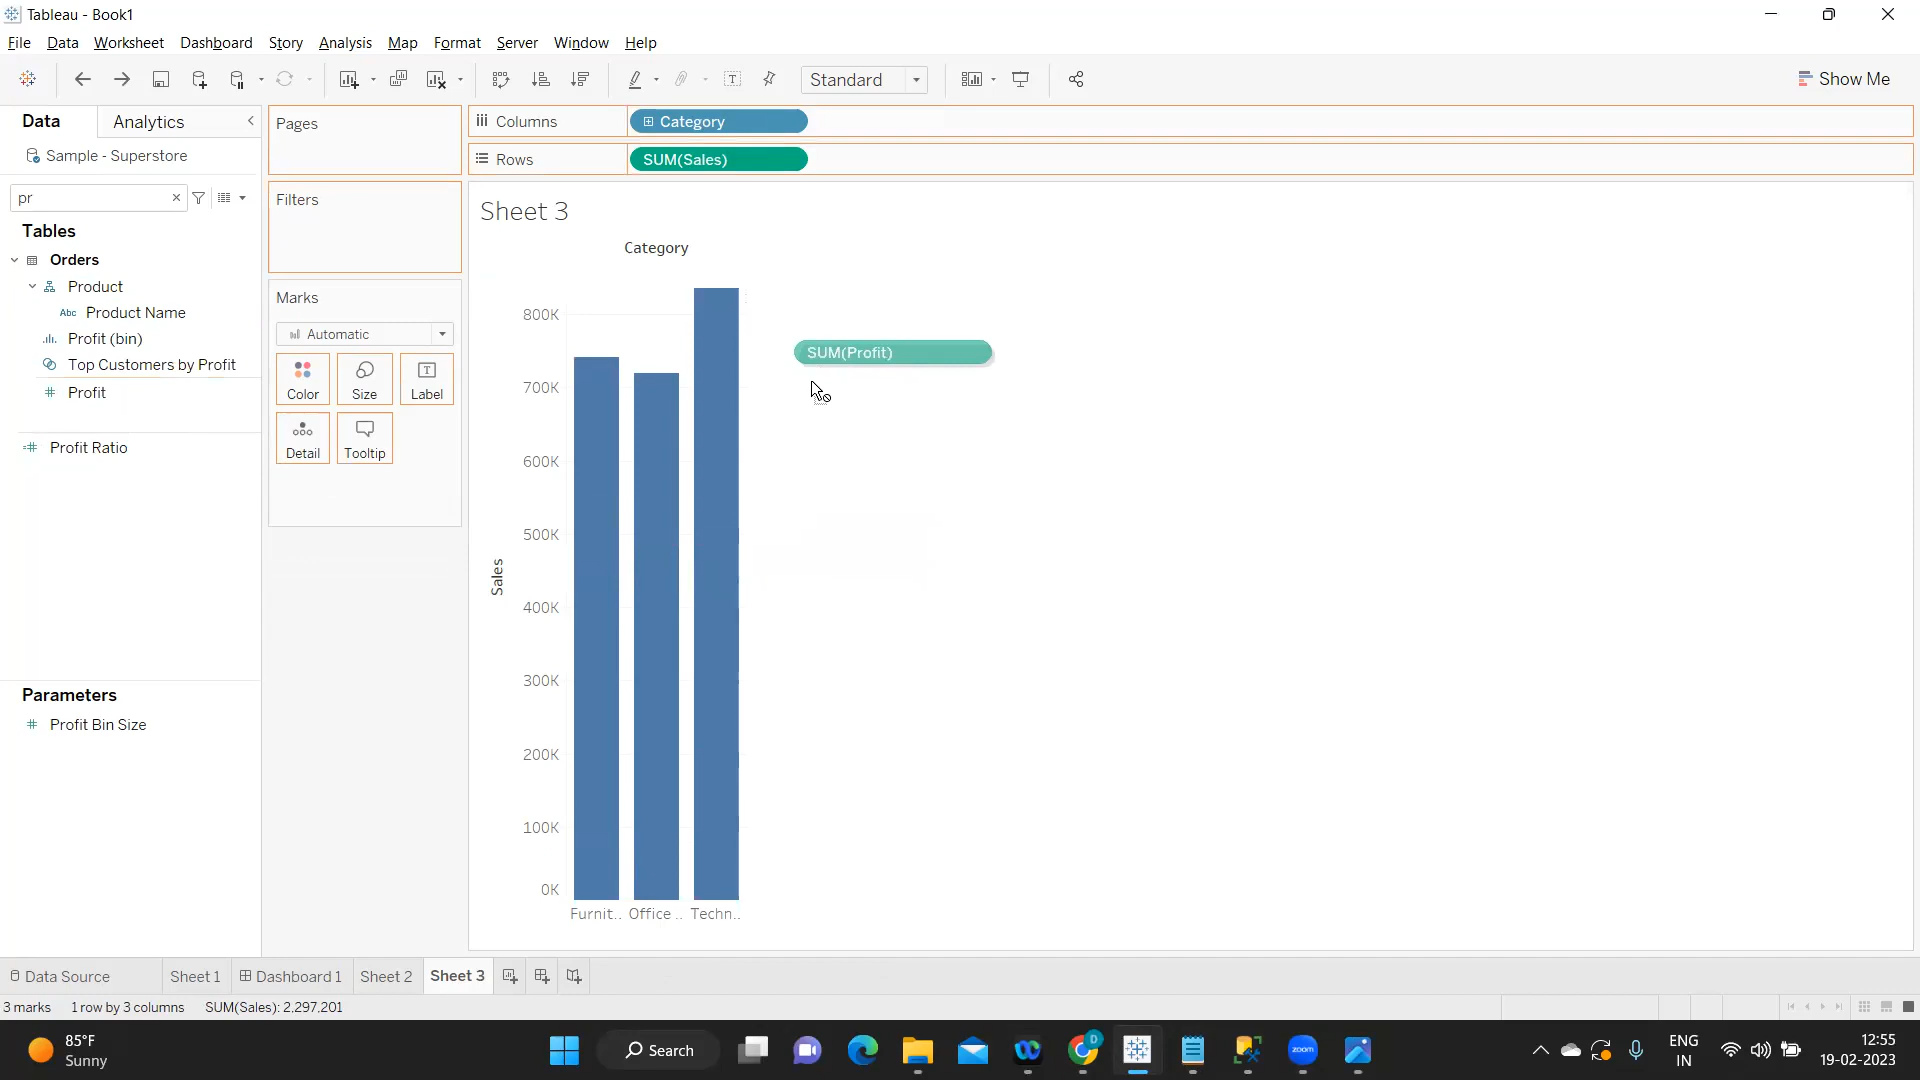 Tableau - Book1
File Data Worksheet Dashboard Story Analysis Map Format Server Window Help
Standard
Show Me
Data Analytics
Sample - Superstore
pr
Tables
Orders
Product
Abc Product Name
Profit (bin)
Top Customers by Profit
Profit
Profit Ratio
Parameters
Profit Bin Size
Pages
Filters
Marks
Automatic
Color Size Label
Detail Tooltip
Columns Category
Rows SUM(Sales)
Sheet 3
Category
SUM(Profit)
Sales
800K
700K
600K
500K
400K
300K
200K
100K
0K
Furnit.. Office .. Techn..
Data Source Sheet 1 Dashboard 1 Sheet 2 Sheet 3
3 marks 1 row by 3 columns SUM(Sales): 2,297,201
85°F
Sunny
Search
D
zoom
ENG
IN
12:55
19-02-2023